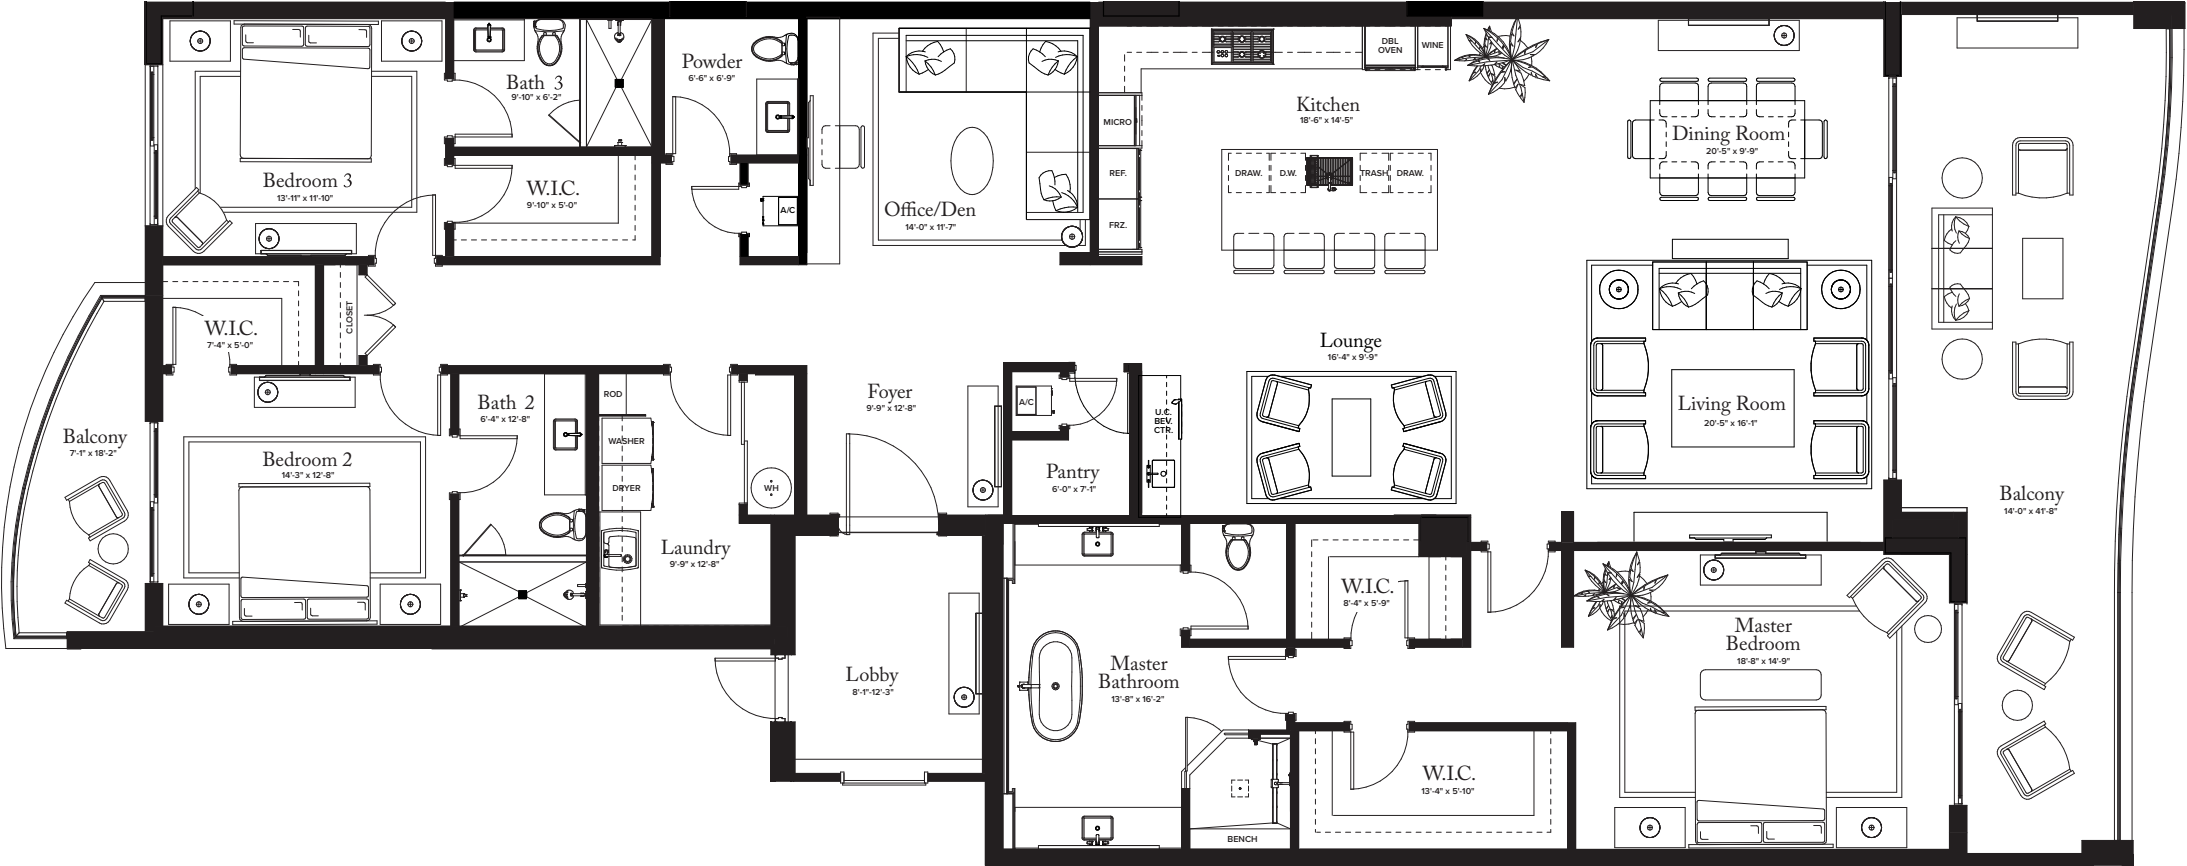 Bedroom 3
13'-11" x 11'-10"
Bath 3
9'-10" x 6'-2"
W.I.C.
9'-10" x 5'-0"
Powder
6'-6" x 6'-9"
A/C
Office/Den
14'-0" x 11'-7"
Kitchen
18'-6" x 14'-5"
DBL
OVEN
WINE
MICRO
REF.
FRZ.
DRAW.
D.W.
TRASH
DRAW.
Dining Room
20'-5" x 9'-9"
W.I.C.
7'-4" x 5'-0"
CLOSET
Balcony
7'-1" x 18'-2"
Bedroom 2
14'-3" x 12'-8"
Bath 2
6'-4" x 12'-8"
ROD
WASHER
DRYER
Laundry
9'-9" x 12'-8"
WH
Foyer
9'-9" x 12'-8"
A/C
Pantry
6'-0" x 7'-1"
U.C.
BEV.
CTR.
Lounge
16'-4" x 9'-9"
Living Room
20'-5" x 16'-1"
Balcony
14'-0" x 41'-8"
Lobby
8'-1"-12'-3"
Master
Bathroom
13'-8" x 16'-2"
BENCH
W.I.C.
8'-4" x 5'-9"
W.I.C.
13'-4" x 5'-10"
Master
Bedroom
18'-8" x 14'-9"